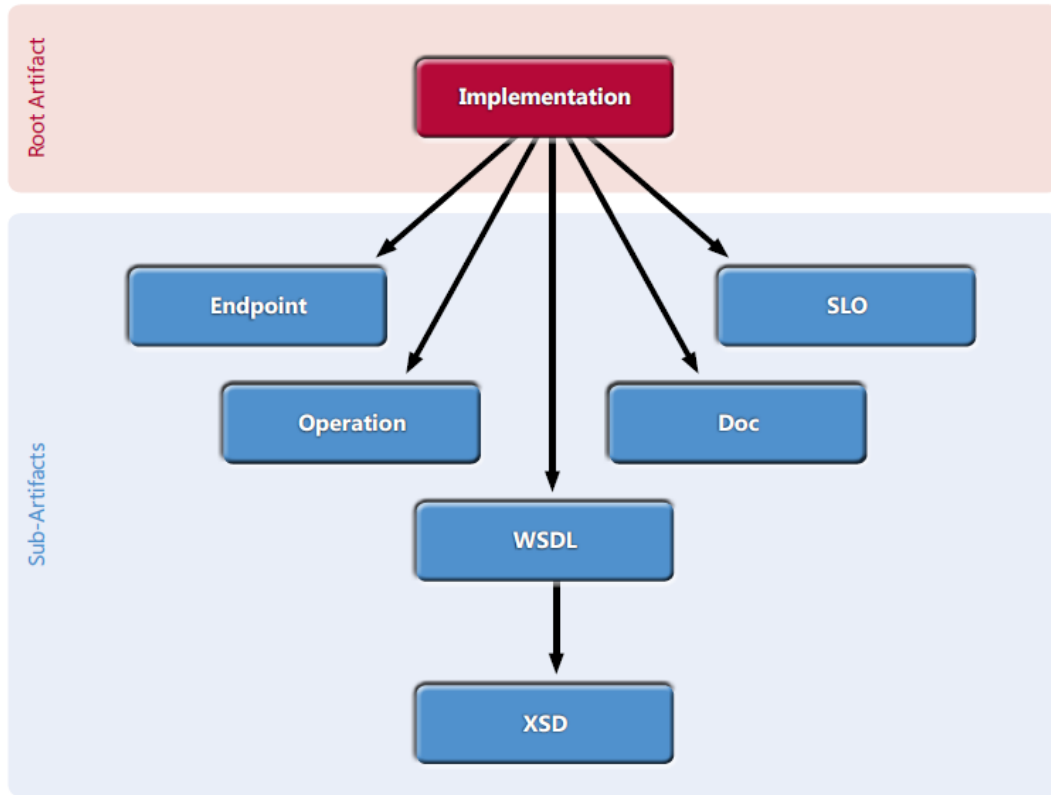 Root Artifact
Implementation
Sub-Artifacts
Endpoint
SLO
Operation
Doc
WSDL
XSD